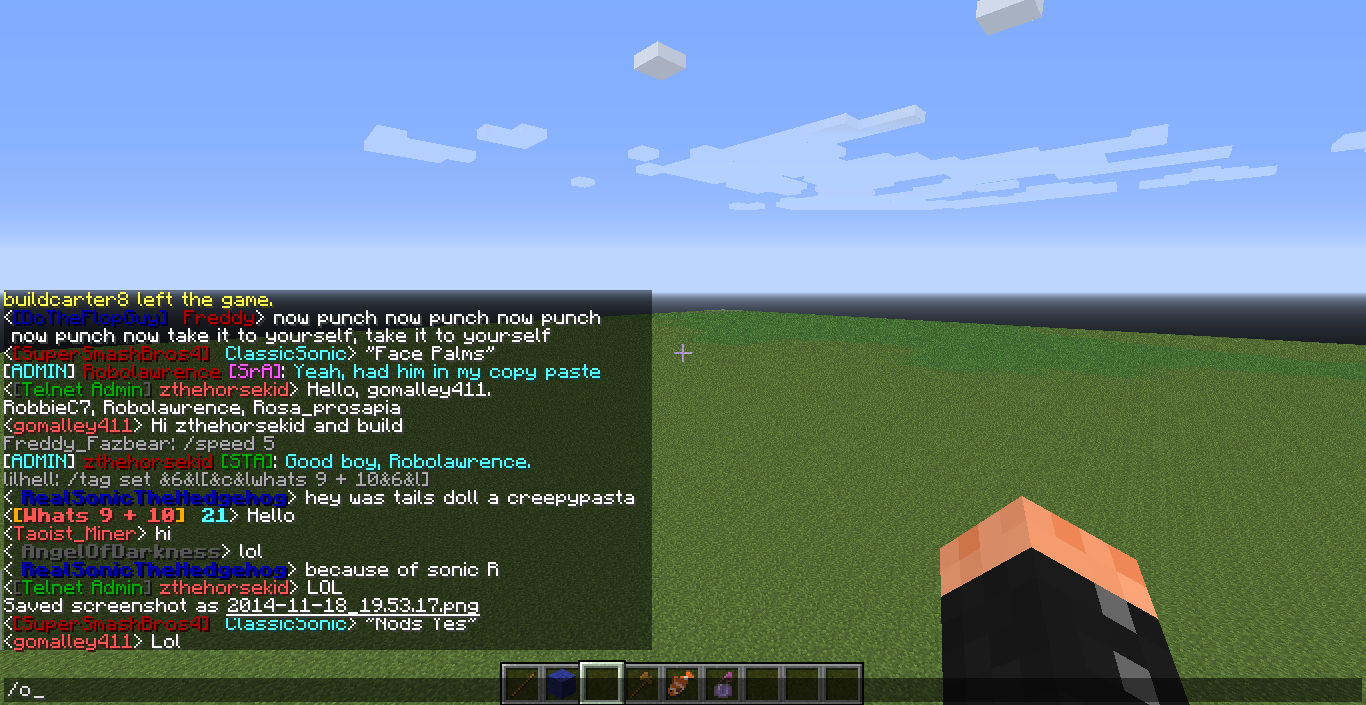 buildcarter8 left the game.
<[DoTheFlopGuy] Freddy> now punch now punch now punch
now punch now take it to yourself, take it to yourself
<[SuperSmashBros4] ClassicSonic> "Face Palms"
[ADMIN] Robolawrence [SrA]: Yeah, had him in my copy paste
<[Telnet Admin] zthehorsekid> Hello, gomalley411.
RobbieC7, Robolawrence, Rosa_prosapia
<gomalley411> Hi zthehorsekid and build
Freddy_Fazbear: /speed 5
[ADMIN] zthehorsekid [STA]: Good boy, Robolawrence.
lilhell: /tag set &6&l[&c&lwhats 9 + 10&6&l]
< RealSonicTheHedgehog> hey was tails doll a creepypasta
<[Whats 9 + 10] 21> Hello
<Taoist_Miner> hi
< AngelOfDarkness> lol
< RealSonicTheHedgehog> because of sonic R
<[Telnet Admin] zthehorsekid> LOL
Saved screenshot as 2014-11-18_19.53.17.png
<[SuperSmashBros4] ClassicSonic> "Nods Yes"
<gomalley411> Lol
/o_